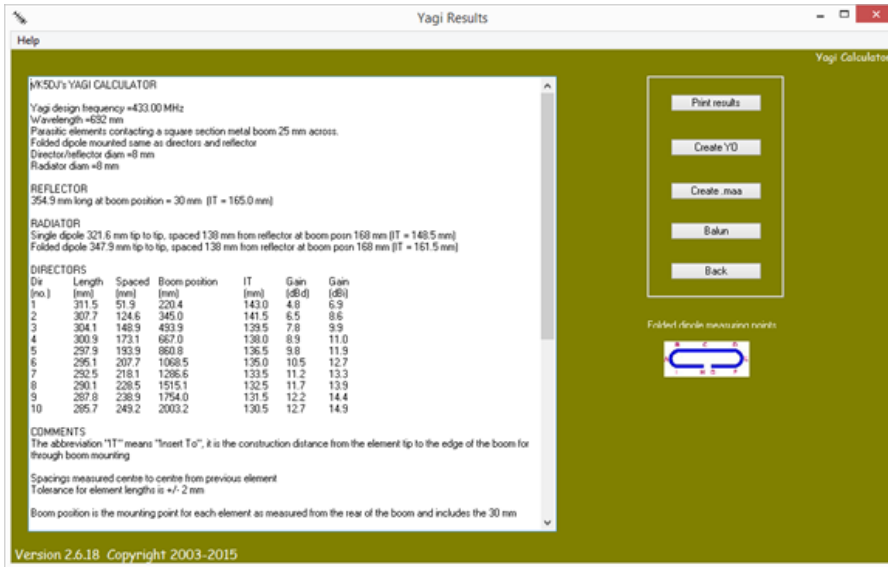 Yagi Results
Help
Yagi Calculator
VK5DJ's YAGI CALCULATOR
Yagi design frequency =433.00 MHz
Wavelength =692 mm
Parasitic elements contacting a square section metal boom 25 mm across.
Folded dipole mounted same as directors and reflector
Director/reflector diam =8 mm
Radiator diam =8 mm
REFLECTOR
354.9 mm long at boom position = 30 mm (IT = 165.0 mm)
RADIATOR
Single dipole 321.6 mm tip to tip, spaced 138 mm from reflector at boom posn 168 mm (IT = 148.5 mm)
Folded dipole 347.9 mm tip to tip, spaced 138 mm from reflector at boom posn 168 mm (IT = 161.5 mm)
DIRECTORS
Dir Length Spaced Boom position IT Gain Gain
(no.) (mm) (mm) (mm) (mm) (dBd) (dBi)
1 311.5 51.9 220.4 143.0 4.8 6.9
2 307.7 124.6 345.0 141.5 6.5 8.6
3 304.1 148.9 493.9 139.5 7.8 9.9
4 300.9 173.1 667.0 138.0 8.9 11.0
5 297.9 193.9 860.8 136.5 9.8 11.9
6 295.1 207.7 1068.5 135.0 10.5 12.7
7 292.5 218.1 1286.6 133.5 11.2 13.3
8 290.1 228.5 1515.1 132.5 11.7 13.9
9 287.8 238.9 1754.0 131.5 12.2 14.4
10 285.7 249.2 2003.2 130.5 12.7 14.9
COMMENTS
The abbreviation "IT" means "Insert To", it is the construction distance from the element tip to the edge of the boom for
through boom mounting
Spacings measured centre to centre from previous element
Tolerance for element lengths is +/- 2 mm
Boom position is the mounting point for each element as measured from the rear of the boom and includes the 30 mm
Print results
Create YO
Create .maa
Balun
Back
Folded dipole measuring points
Version 2.6.18 Copyright 2003-2015